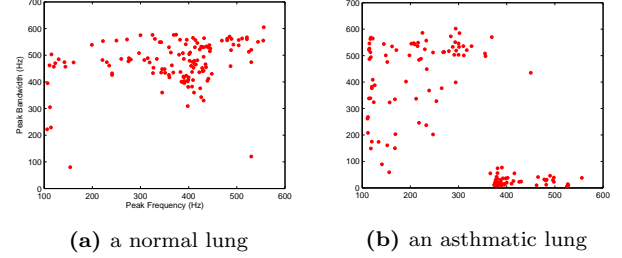 700
600
500
400
300
200
100
0
Peak Bandwidth (Hz)
100 200 300 400 500 600
Peak Frequency (Hz)
(a) a normal lung
700
600
500
400
300
200
100
0
100 200 300 400 500 600
(b) an asthmatic lung